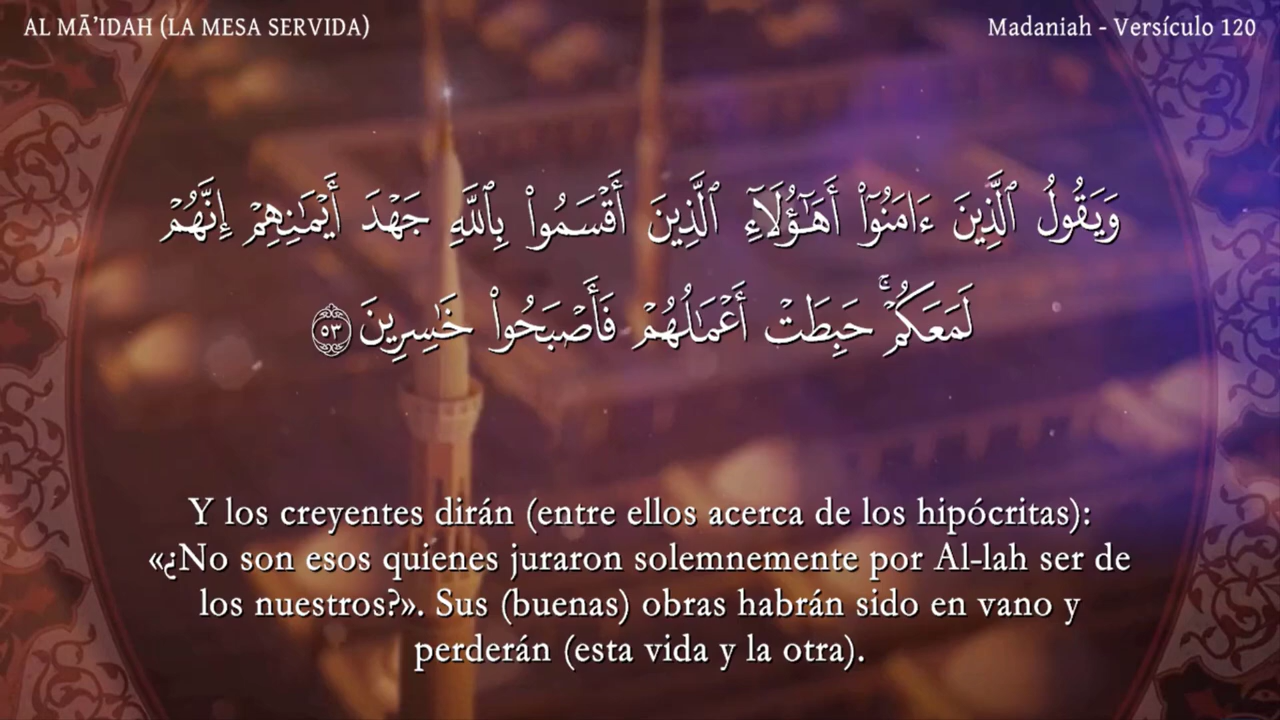 AL MĀ’IDAH (LA MESA SERVIDA)
Madaniah - Versículo 120
وَيَقُولُ ٱلَّذِينَ ءَامَنُوٓا۟ أَهَـٰٓؤُلَآءِ ٱلَّذِينَ أَقْسَمُوا۟ بِٱللَّهِ جَهْدَ أَيْمَـٰنِهِمْ إِنَّهُمْ
لَمَعَكُمْ ۚ حَبِطَتْ أَعْمَـٰلُهُمْ فَأَصْبَحُوا۟ خَـٰسِرِينَ ٥٣
Y los creyentes dirán (entre ellos acerca de los hipócritas):
«¿No son esos quienes juraron solemnemente por Al-lah ser de
los nuestros?». Sus (buenas) obras habrán sido en vano y
perderán (esta vida y la otra).